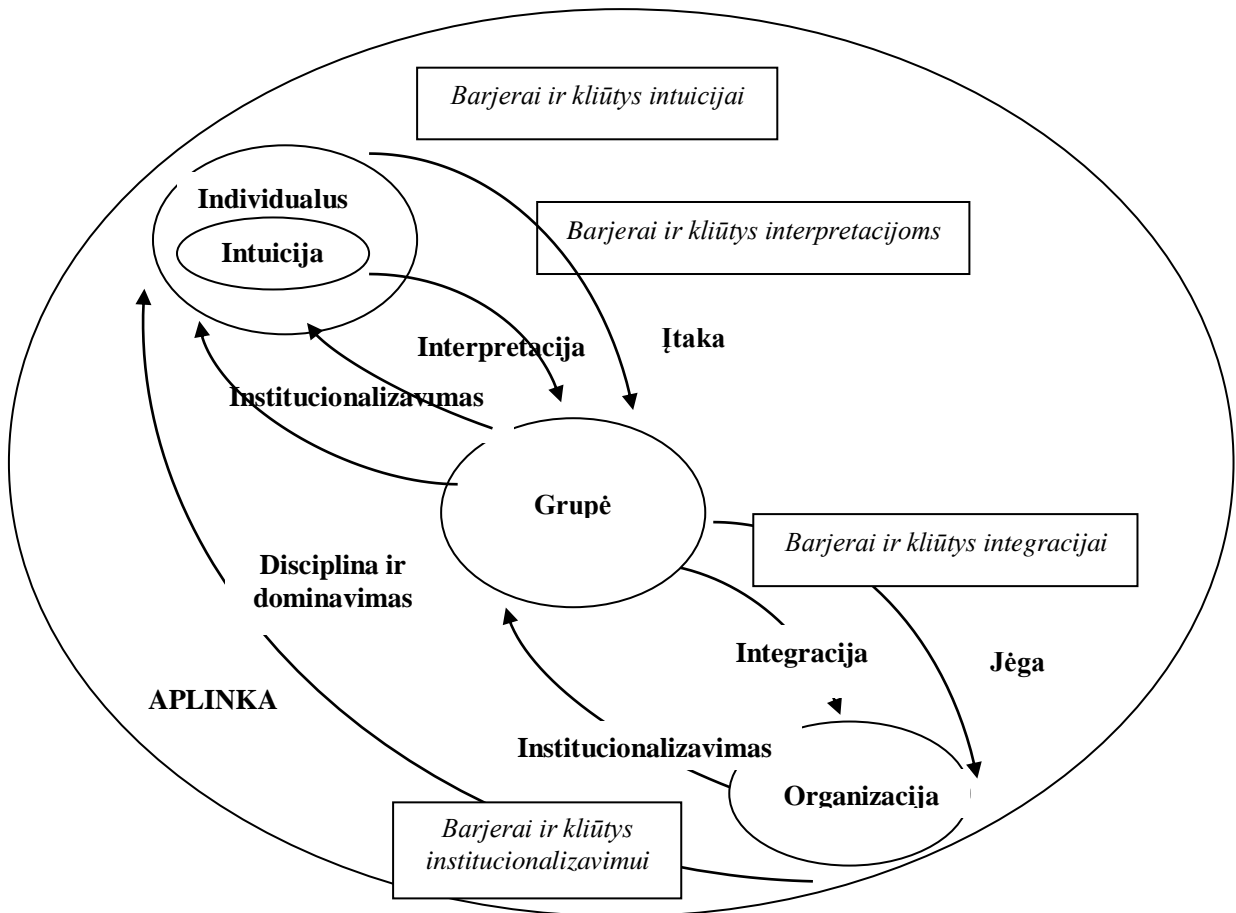 Barjerai ir kliūtys intuicijai
Individualus
Intuicija
Barjerai ir kliūtys interpretacijoms
Interpretacija
Įtaka
Institucionalizavimas
Grupė
Barjerai ir kliūtys integracijai
Disciplina ir
dominavimas
Integracija
Jėga
APLINKA
Institucionalizavimas
Organizacija
Barjerai ir kliūtys
institucionalizavimui